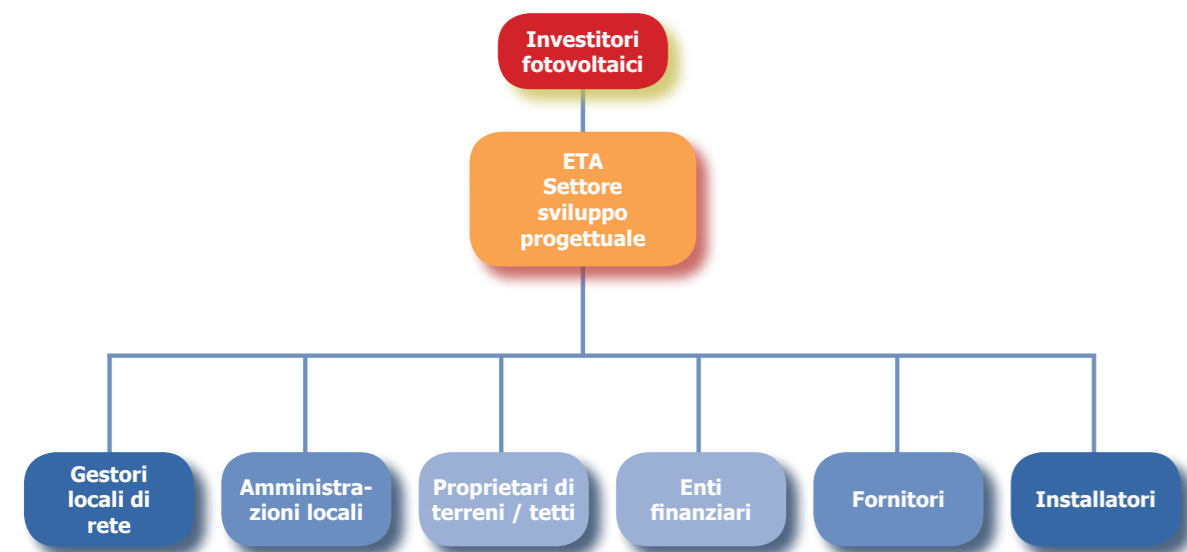 Investitori
fotovoltaici
ETA
Settore
sviluppo
progettuale
Gestori
locali di
rete
Amministra-
zioni locali
Proprietari di
terreni / tetti
Enti
finanziari
Fornitori
Installatori